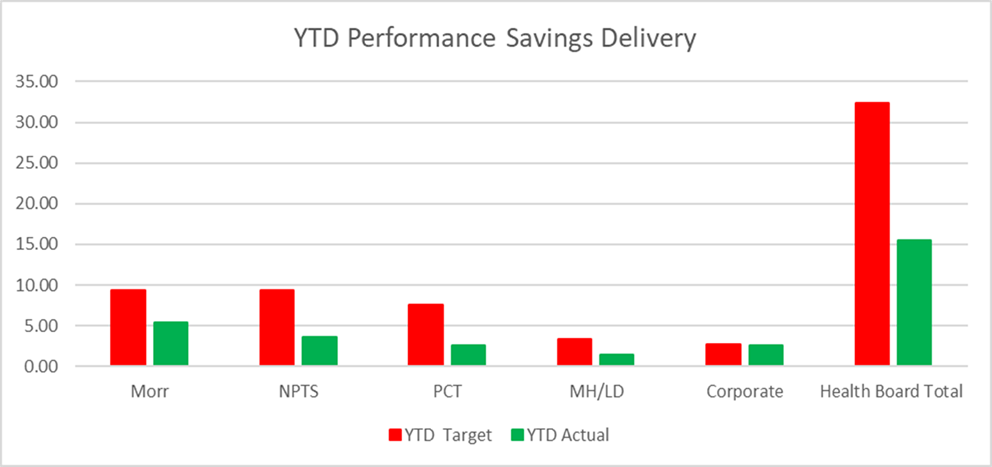 YTD Performance Savings Delivery
35.00
30.00
25.00
20.00
15.00
10.00
5.00
0.00
Morr NPTS PCT MH/LD Corporate Health Board Total
YTD Target YTD Actual